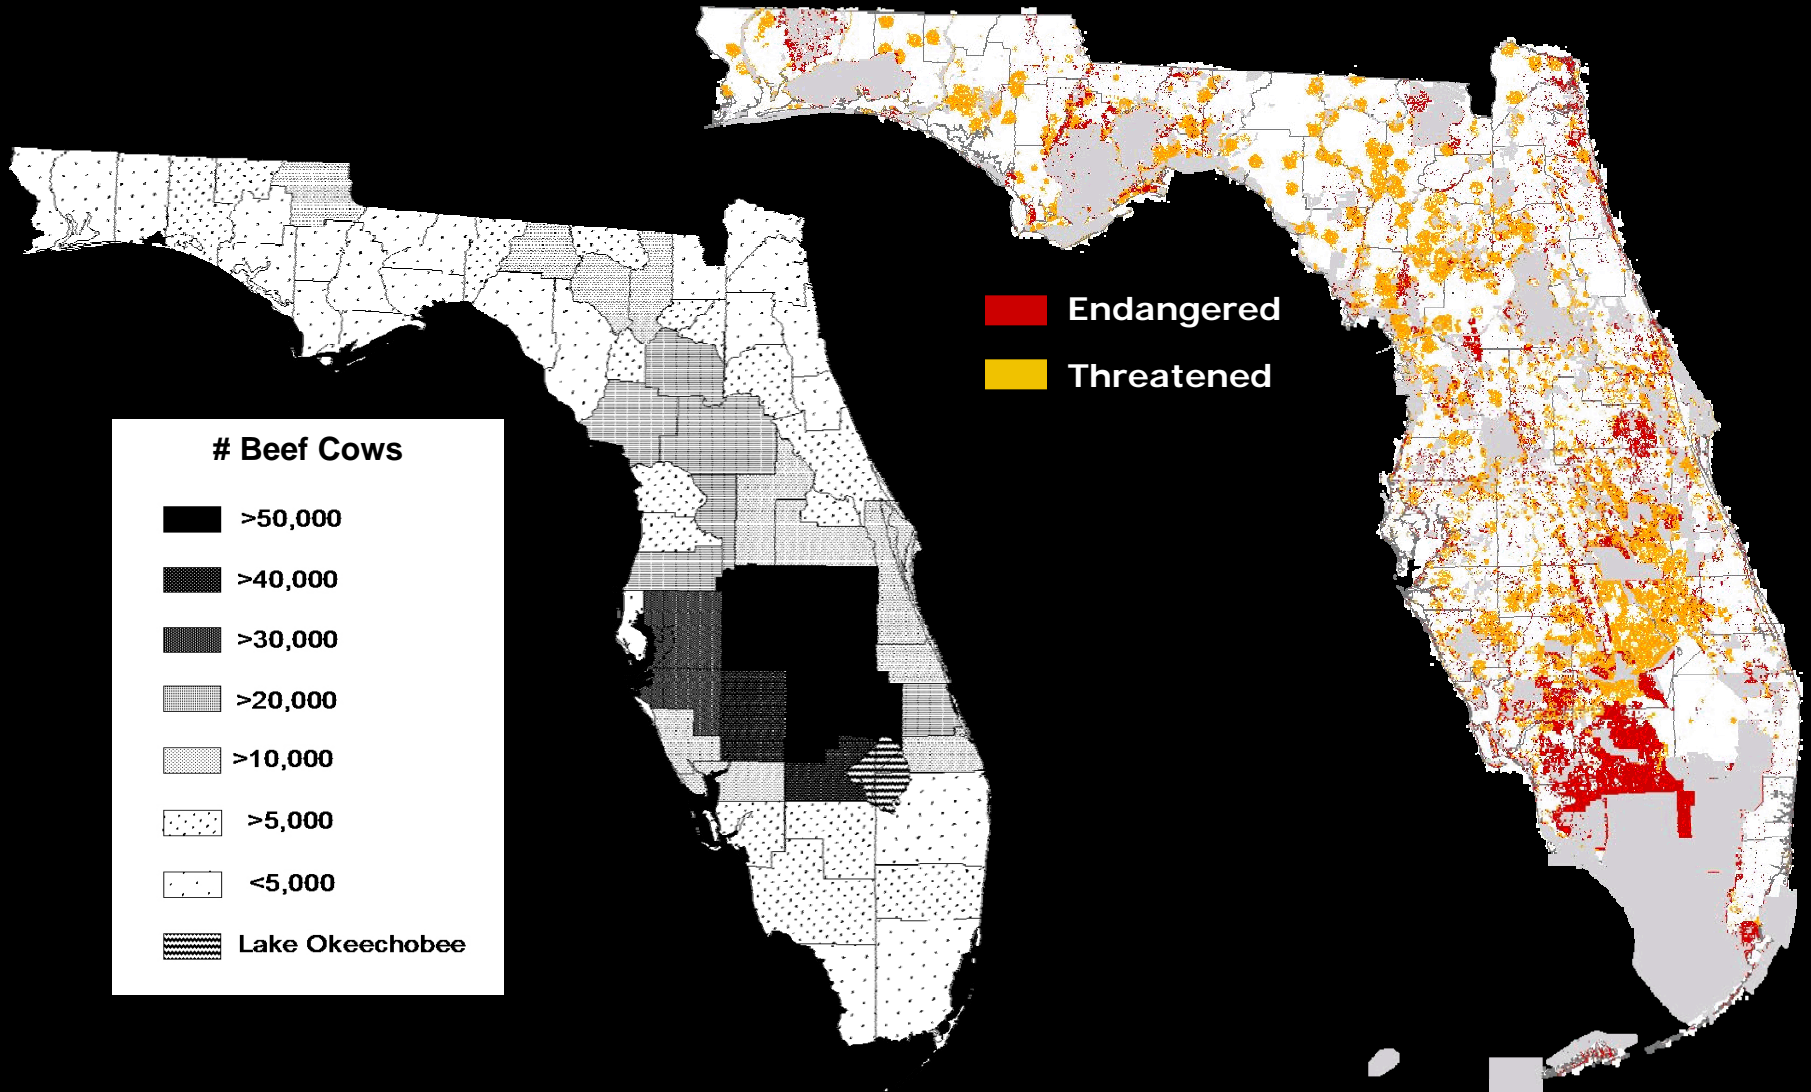 Endangered
Threatened
# Beef Cows
>50,000
>40,000
>30,000
>20,000
>10,000
>5,000
<5,000
Lake Okeechobee